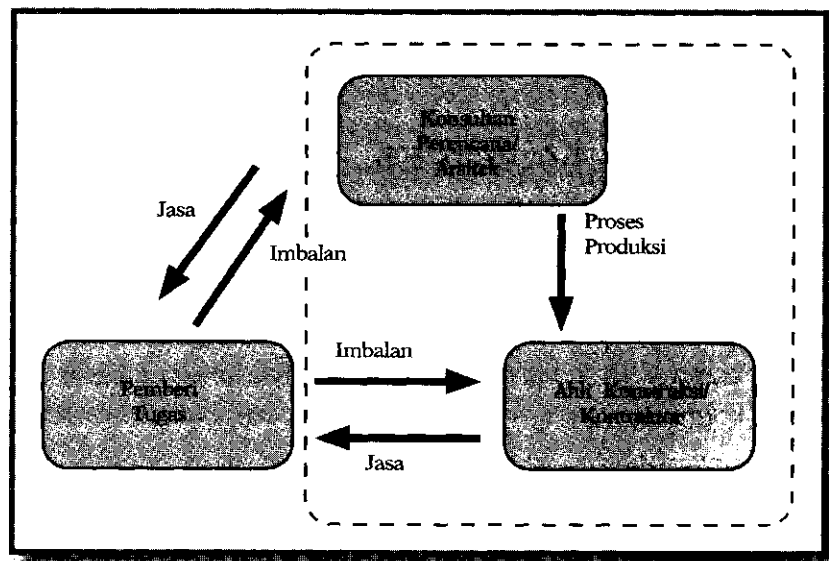 Konsultan
Perencana/
Arsitek
Jasa
Imbalan
Proses
Produksi
Pemberi
Tugas
Imbalan
Jasa
Ahli Konstruksi/
Kontraktor